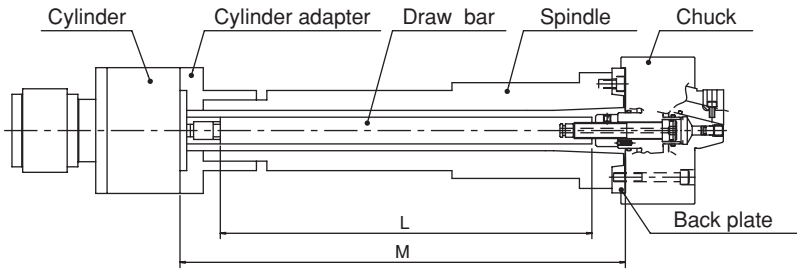 Cylinder
Cylinder adapter
Draw bar
Spindle
Chuck
L
Back plate
M